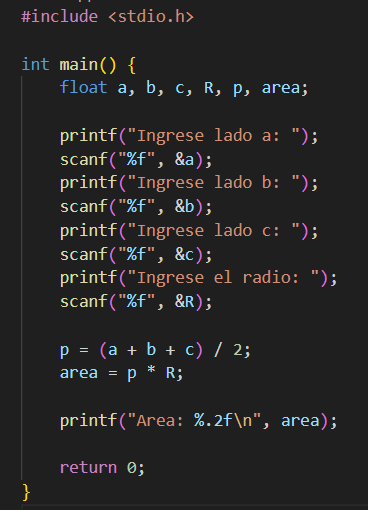 #include <stdio.h>
int main() {
float a, b, c, R, p, area;
printf("Ingrese lado a: ");
scanf("%f", &a);
printf("Ingrese lado b: ");
scanf("%f", &b);
printf("Ingrese lado c: ");
scanf("%f", &c);
printf("Ingrese el radio: ");
scanf("%f", &R);
p = (a + b + c) / 2;
area = p * R;
printf("Area: %.2f\n", area);
return 0;
}